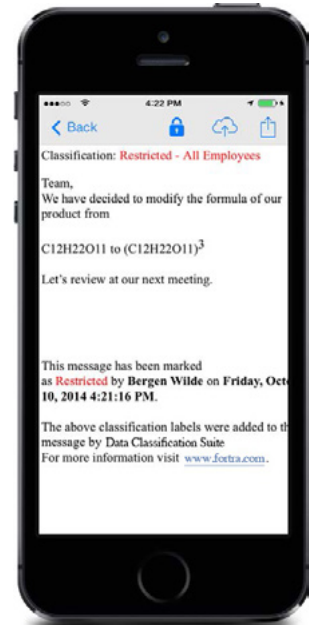 4:22 PM
Back
Classification: Restricted - All Employees
Team,
We have decided to modify the formula of our
product from
C12H22O11 to (C12H22O11)3
Let's review at our next meeting.
This message has been marked
as Restricted by Bergen Wilde on Friday, Octo
10, 2014 4:21:16 PM.
The above classification labels were added to th
message by Data Classification Suite
For more information visit www.fortra.com.